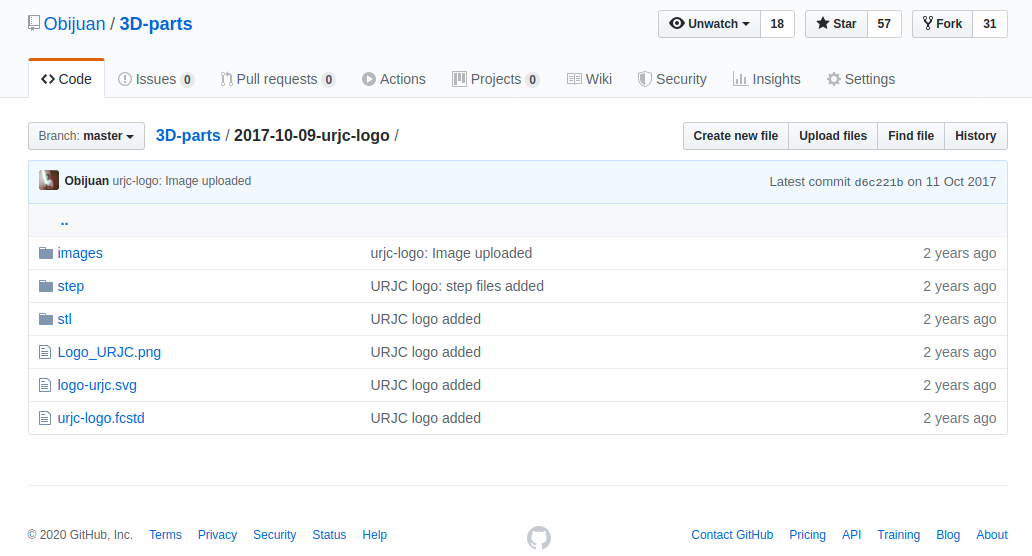 Obijuan / 3D-parts Unwatch 18 Star 57 Fork 31
Code Issues 0 Pull requests 0 Actions Projects 0 Wiki Security Insights Settings
Branch: master 3D-parts / 2017-10-09-urjc-logo / Create new file Upload files Find file History
Obijuan urjc-logo: Image uploaded Latest commit d6c221b on 11 Oct 2017
..
images urjc-logo: Image uploaded 2 years ago
step URJC logo: step files added 2 years ago
stl URJC logo added 2 years ago
Logo_URJC.png URJC logo added 2 years ago
logo-urjc.svg URJC logo added 2 years ago
urjc-logo.fcstd URJC logo added 2 years ago
© 2020 GitHub, Inc. Terms Privacy Security Status Help Contact GitHub Pricing API Training Blog About